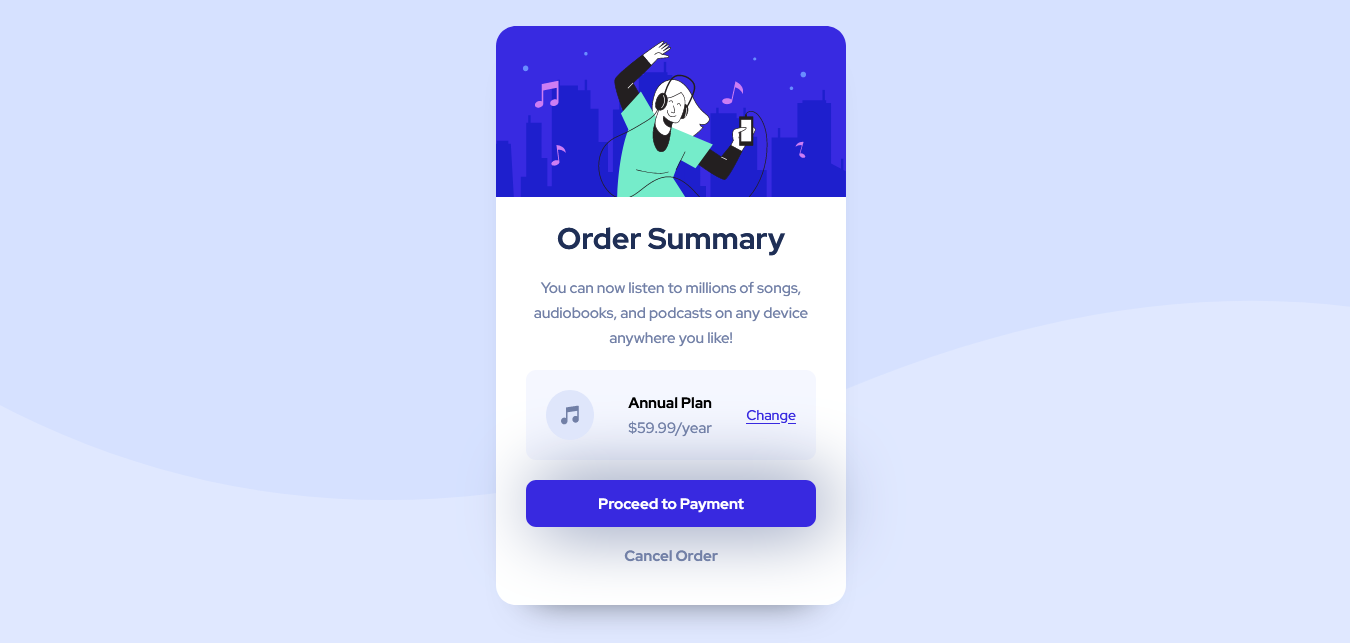 Order Summary
You can now listen to millions of songs,
audiobooks, and podcasts on any device
anywhere you like!
Annual Plan
$59.99/year
Change
Proceed to Payment
Cancel Order